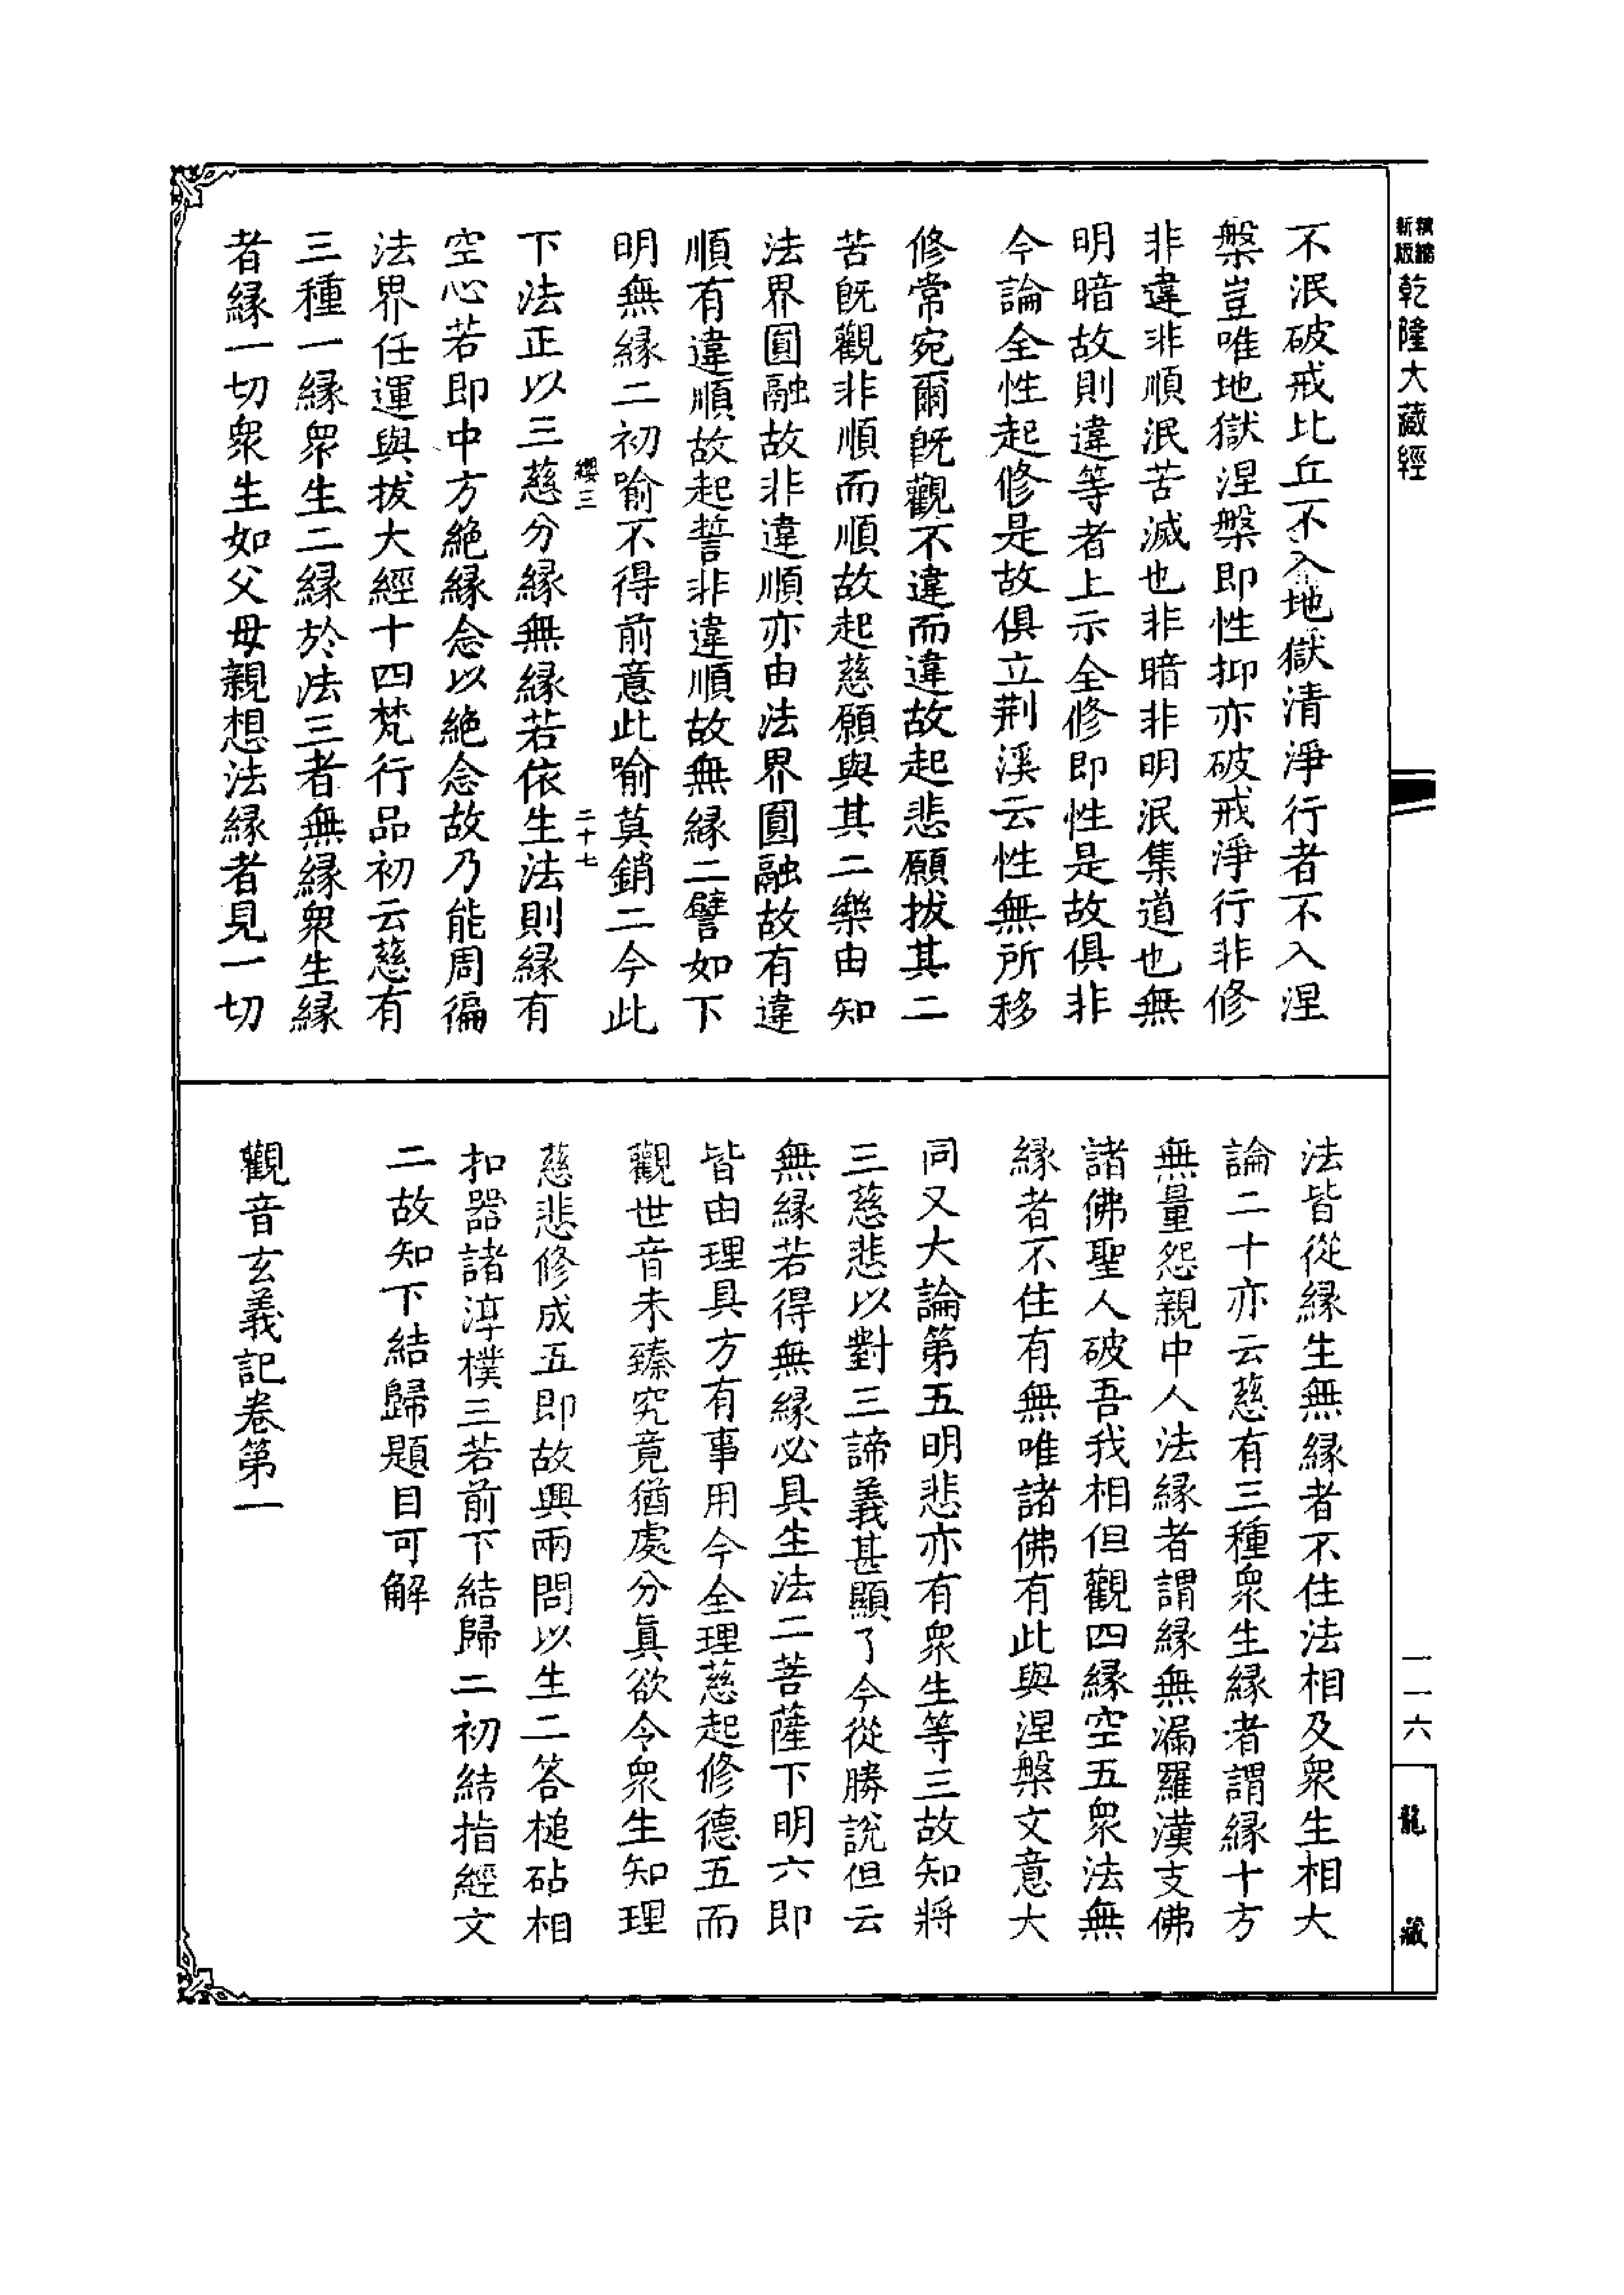 新版
精縮
乾隆大藏經
一一六
龍藏
不泯破戒比丘不入地獄清淨行者不入涅
槃豈唯地獄涅槃即性抑亦破戒淨行非修
非違非順泯苦滅也非暗非明泯集道也無
明暗故則違等者上示全修即性是故俱非
今論全性起修是故俱立荆溪云性無所移
修常宛爾旣觀不違而違故起悲願拔其二
苦旣觀非順而順故起慈願與其二樂由知
法界圓融故非違順亦由法界圓融故有違
順有違順故起誓非違順故無緣二譬如下
明無緣二初喻不得前意此喻莫銷二今此
纓三
二十七
下法正以三慈分緣無緣若依生法則緣有
空心若即中方絶緣念以絶念故乃能周徧
法界任運與拔大經十四梵行品初云慈有
三種一緣眾生二緣於法三者無緣眾生緣
者緣一切眾生如父母親想法緣者見一切
法皆從緣生無緣者不住法相及眾生相大
論二十亦云慈有三種眾生緣者謂緣十方
無量怨親中人法緣者謂緣無漏羅漢支佛
諸佛聖人破吾我相但觀四緣空五眾法無
緣者不住有無唯諸佛有此與涅槃文意大
同又大論第五明悲亦有眾生等三故知將
三慈悲以對三諦義甚顯了今從勝說但云
無緣若得無緣必具生法二菩薩下明六即
皆由理具方有事用今全理慈起修德五而
觀世音未臻究竟猶處分眞欲令眾生知理
慈悲修成五即故興兩問以生二答槌砧相
扣器諸淳樸三若前下結歸二初結指經文
二故知下結歸題目可解
觀音玄義記卷第一